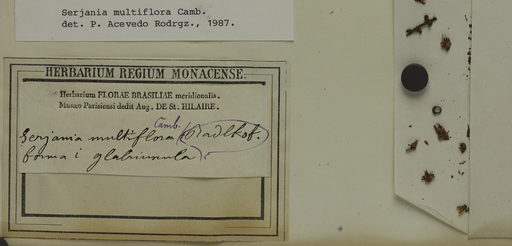 Serjania multiflora Camb.
det. P. Acevedo Rodrgz., 1987.
HERBARIUM REGIUM MONACENSE.
Herbarium FLORAE BRASILIAE meridionalis.
Museo Parisiensi dedit Aug. DE St. HILAIRE.
Camb.
Serjania multiflora (Radlkof.
forma 1 glabriuscula)